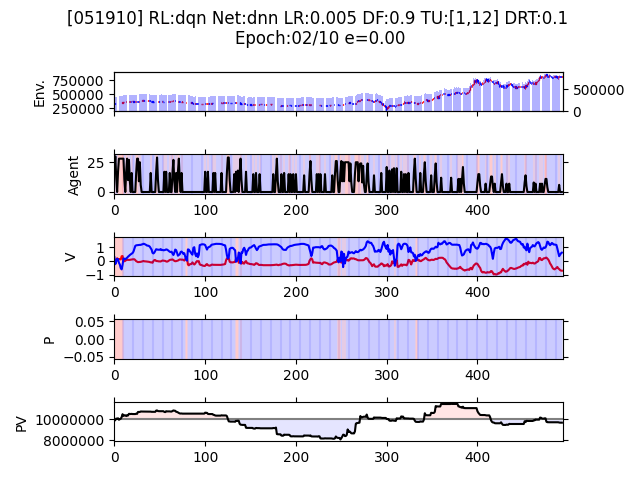 [051910] RL:dqn Net:dnn LR:0.005 DF:0.9 TU:[1,12] DRT:0.1
Epoch:02/10 e=0.00
Env.
750000
500000
250000
500000
0
Agent
25
0
0 100 200 300 400
V
1
0
−1
0 100 200 300 400
P
0.05
0.00
−0.05
0 100 200 300 400
PV
10000000
8000000
0 100 200 300 400